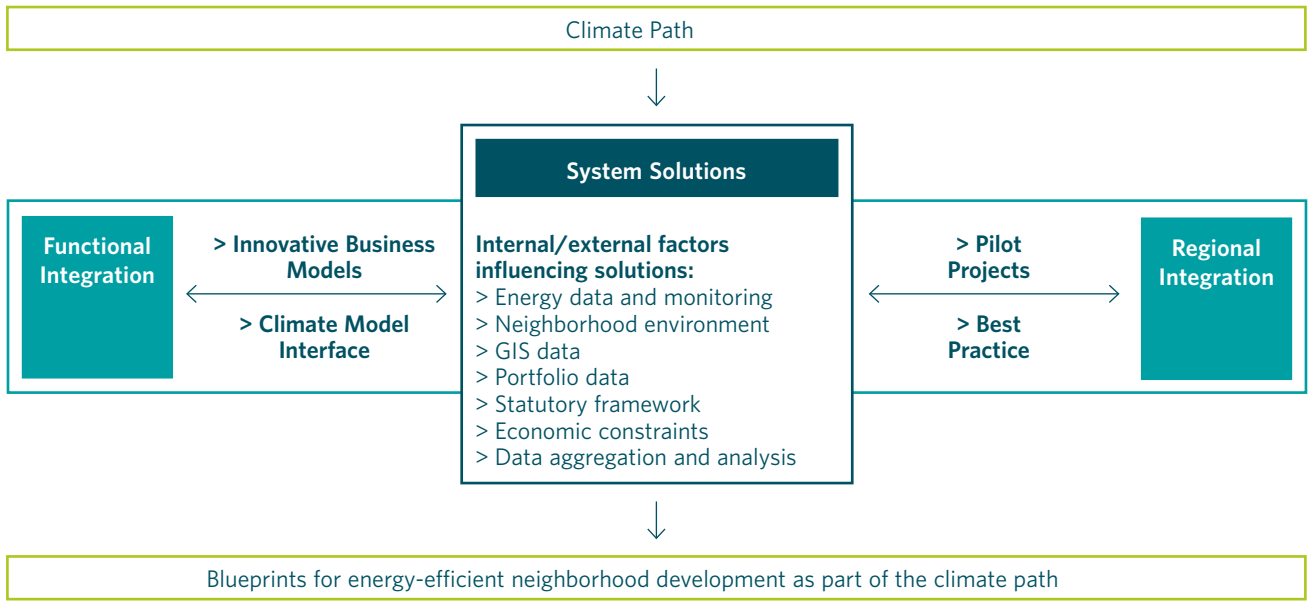 Climate Path
System Solutions
Functional
Integration
> Innovative Business
Models
> Climate Model
Interface
Internal/external factors
influencing solutions:
> Energy data and monitoring
> Neighborhood environment
> GIS data
> Portfolio data
> Statutory framework
> Economic constraints
> Data aggregation and analysis
> Pilot
Projects
> Best
Practice
Regional
Integration
Blueprints for energy-efficient neighborhood development as part of the climate path